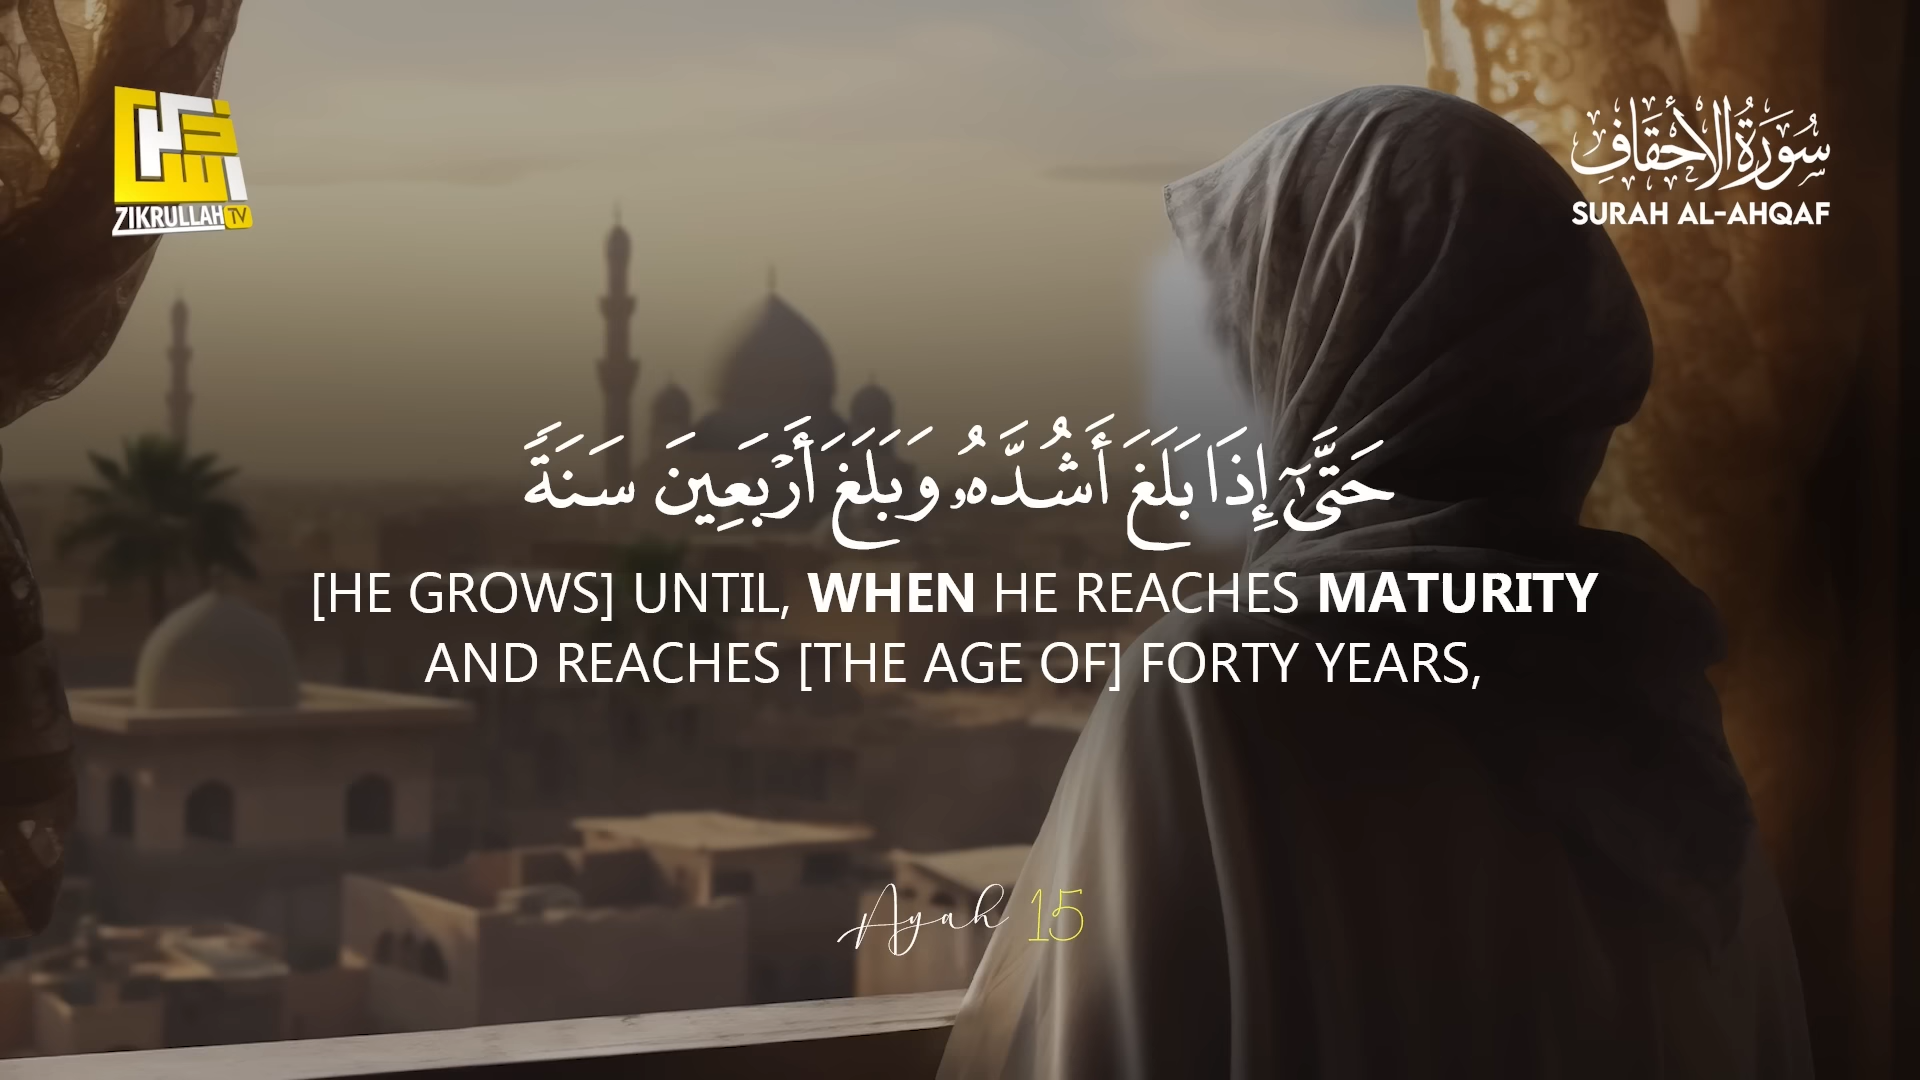 ZIKRULLAH TV
سُورَةُ الأَحْقَافِ
SURAH AL-AHQAF
حَتَّىٰٓ إِذَا بَلَغَ أَشُدَّهُۥ وَبَلَغَ أَرْبَعِينَ سَنَةً
[HE GROWS] UNTIL, WHEN HE REACHES MATURITY
AND REACHES [THE AGE OF] FORTY YEARS,
Ayah 15